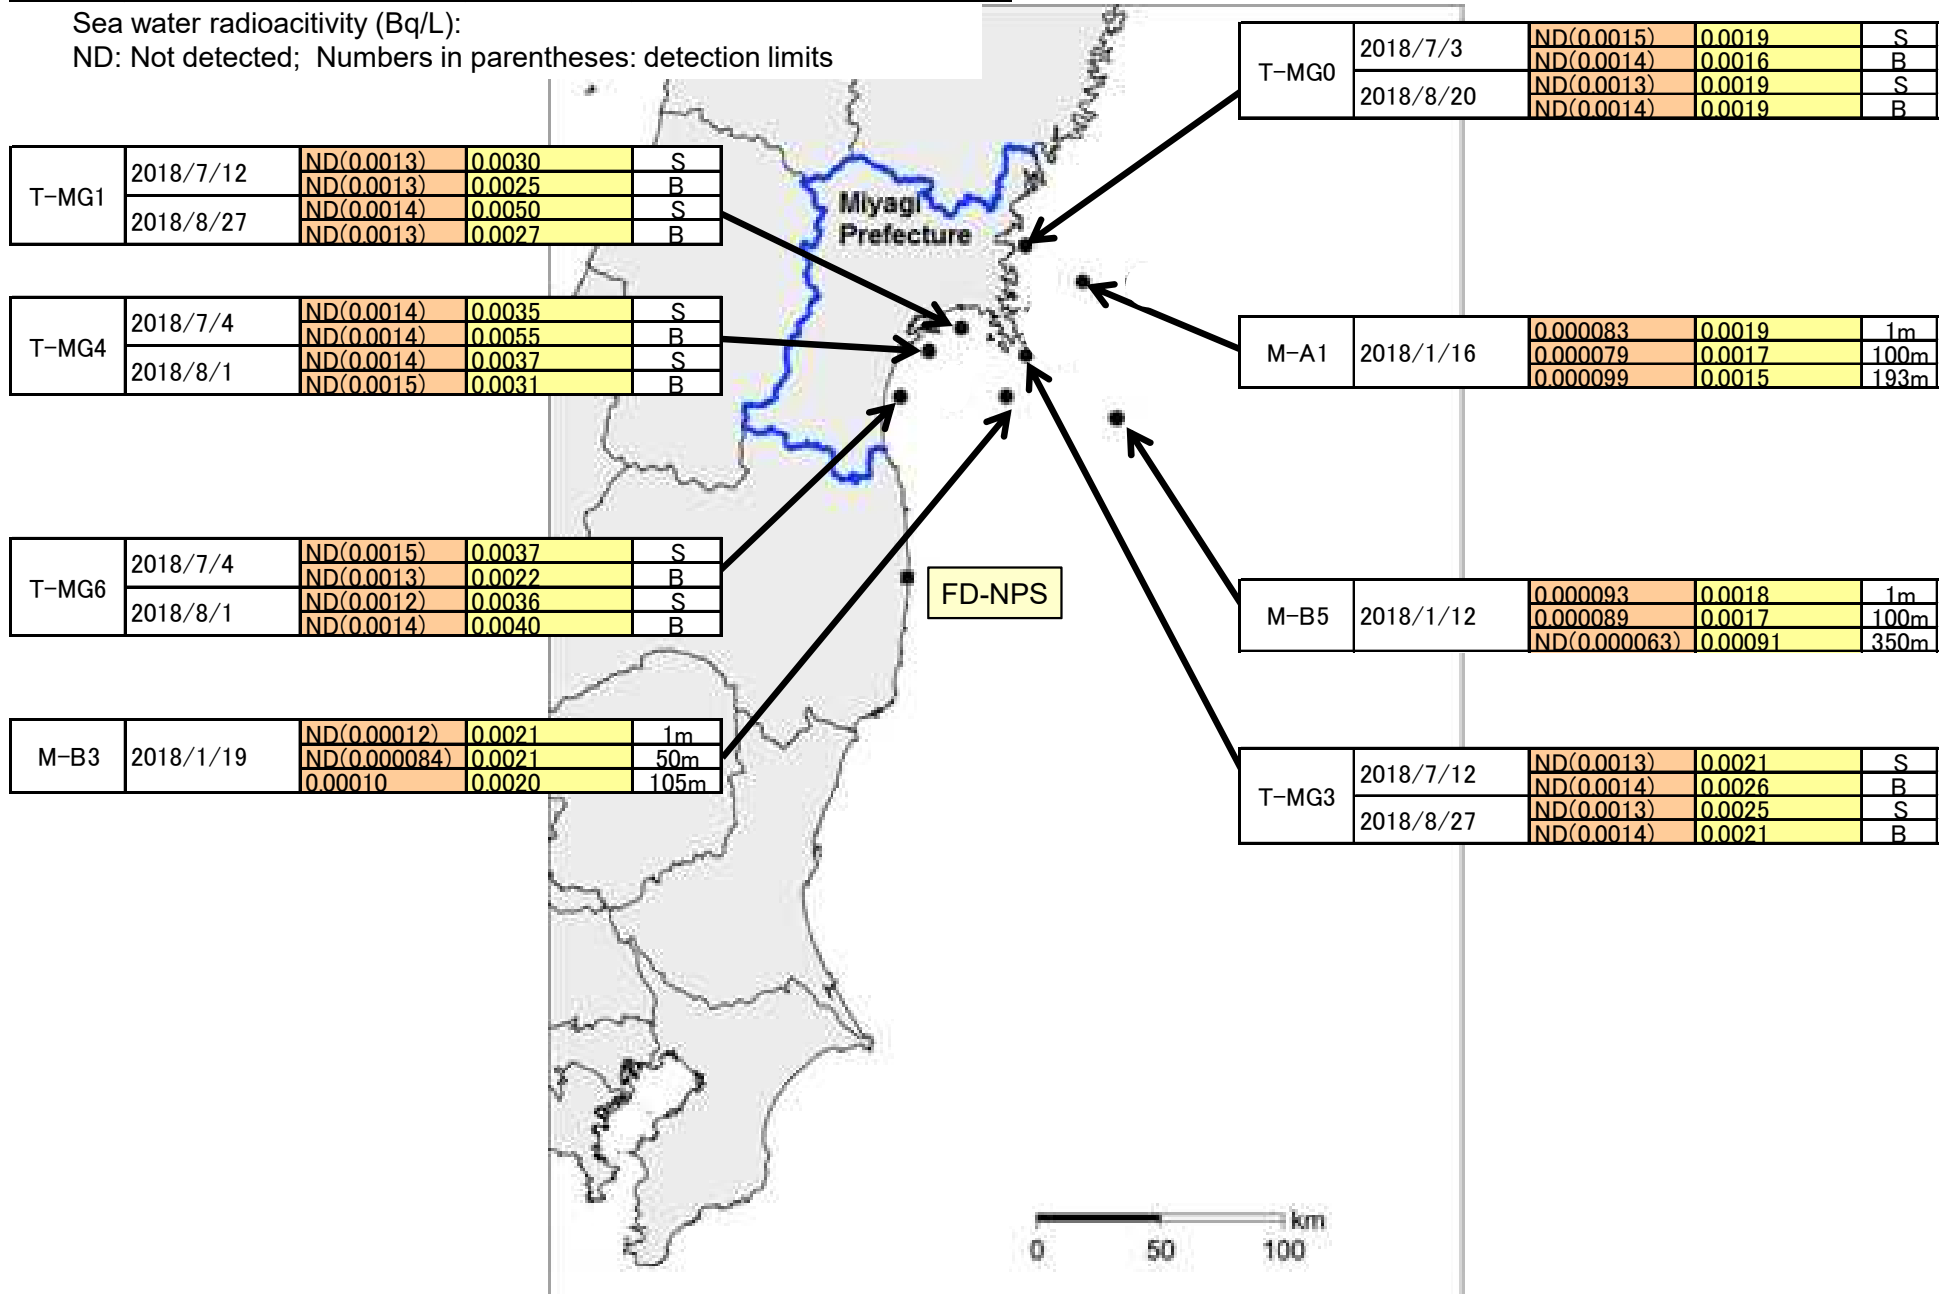 Sea water radioacitivity (Bq/L):
ND: Not detected; Numbers in parentheses: detection limits
T-MG0
2018/7/3
ND(0.0015) 0.0019 S
ND(0.0014) 0.0016 B
2018/8/20
ND(0.0013) 0.0019 S
ND(0.0014) 0.0019 B
T-MG1
2018/7/12
ND(0.0013) 0.0030 S
ND(0.0013) 0.0025 B
2018/8/27
ND(0.0014) 0.0050 S
ND(0.0013) 0.0027 B
Miyagi
Prefecture
T-MG4
2018/7/4
ND(0.0014) 0.0035 S
ND(0.0014) 0.0055 B
2018/8/1
ND(0.0014) 0.0037 S
ND(0.0015) 0.0031 B
M-A1
2018/1/16
0.000083 0.0019 1m
0.000079 0.0017 100m
0.000099 0.0015 193m
T-MG6
2018/7/4
ND(0.0015) 0.0037 S
ND(0.0013) 0.0022 B
2018/8/1
ND(0.0012) 0.0036 S
ND(0.0014) 0.0040 B
FD-NPS
M-B5
2018/1/12
0.000093 0.0018 1m
0.000089 0.0017 100m
ND(0.000063) 0.00091 350m
M-B3
2018/1/19
ND(0.00012) 0.0021 1m
ND(0.000084) 0.0021 50m
0.00010 0.0020 105m
T-MG3
2018/7/12
ND(0.0013) 0.0021 S
ND(0.0014) 0.0026 B
2018/8/27
ND(0.0013) 0.0025 S
ND(0.0014) 0.0021 B
km
0 50 100